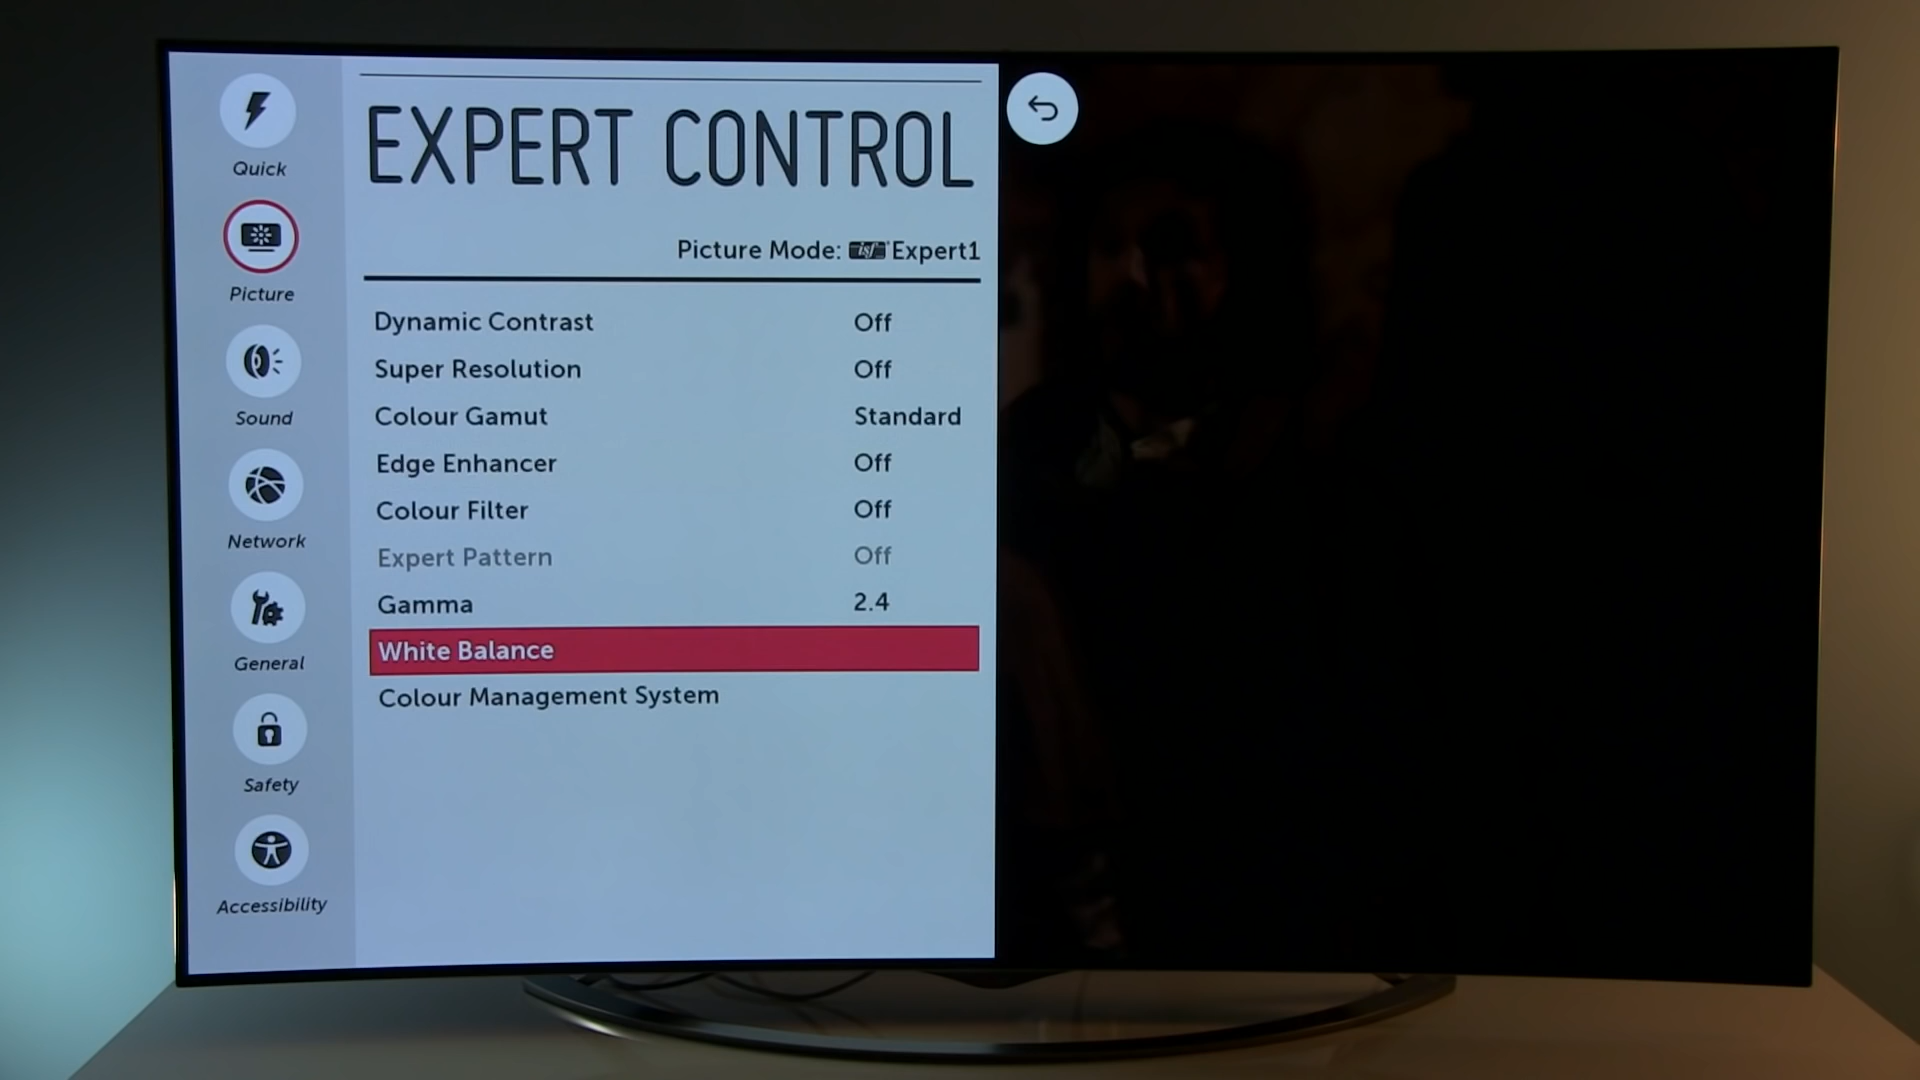 Quick
Picture
Sound
Network
General
Safety
Accessibility
EXPERT CONTROL
Picture Mode: isf Expert1
Dynamic Contrast Off
Super Resolution Off
Colour Gamut Standard
Edge Enhancer Off
Colour Filter Off
Expert Pattern Off
Gamma 2.4
White Balance
Colour Management System